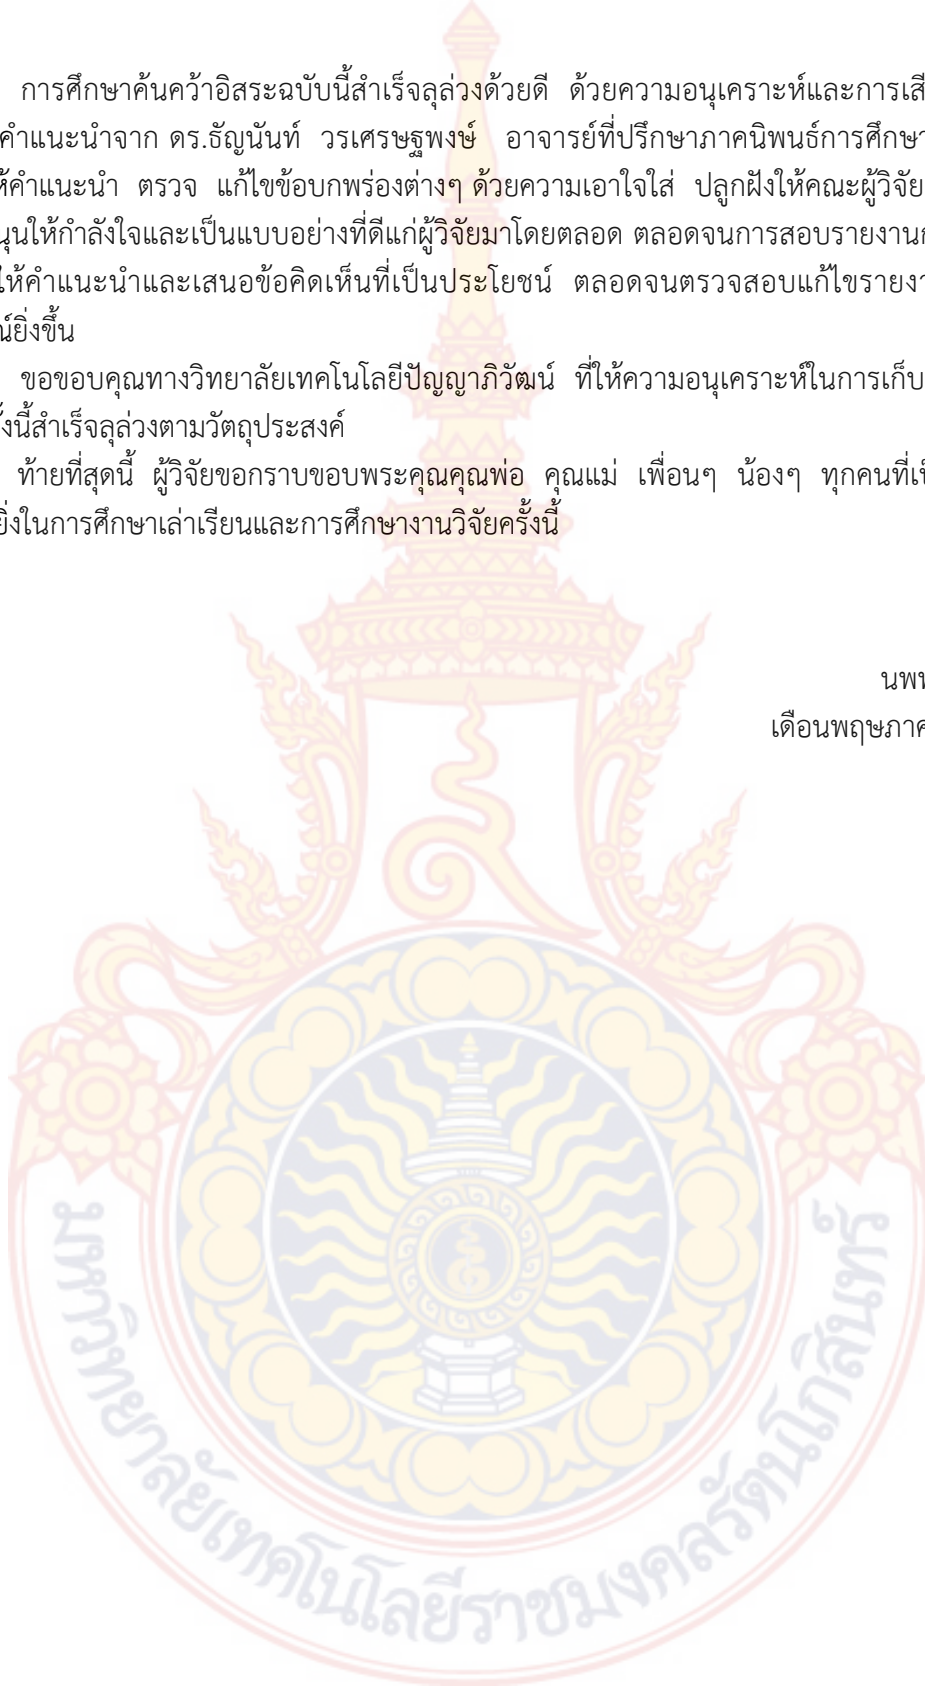 การศึกษาค้นคว้าอิสระฉบับนี้สำเร็จลุล่วงด้วยดี ด้วยความอนุเคราะห์และการเสี
คำแนะนำจาก ดร.ธัญนันท์ วรเศรษฐพงษ์ อาจารย์ที่ปรึกษาภาคนิพนธ์การศึกษา
ห้คำแนะนำ ตรวจ แก้ไขข้อบกพร่องต่างๆ ด้วยความเอาใจใส่ ปลูกฝังให้คณะผู้วิจัย
นุนให้กำลังใจและเป็นแบบอย่างที่ดีแก่ผู้วิจัยมาโดยตลอด ตลอดจนการสอบรายงานก
ให้คำแนะนำและเสนอข้อคิดเห็นที่เป็นประโยชน์ ตลอดจนตรวจสอบแก้ไขรายงา
ณ์ยิ่งขึ้น
ขอขอบคุณทางวิทยาลัยเทคโนโลยีปัญญาภิวัฒน์ ที่ให้ความอนุเคราะห์ในการเก็บ
รั้งนี้สำเร็จลุล่วงตามวัตถุประสงค์
ท้ายที่สุดนี้ ผู้วิจัยขอกราบขอบพระคุณคุณพ่อ คุณแม่ เพื่อนๆ น้องๆ ทุกคนที่เป็
ยิ่งในการศึกษาเล่าเรียนและการศึกษางานวิจัยครั้งนี้
นพ
เดือนพฤษภาค
มหาวิทยาลัยเทคโนโลยีราชมงคลรัตนโกสินทร์